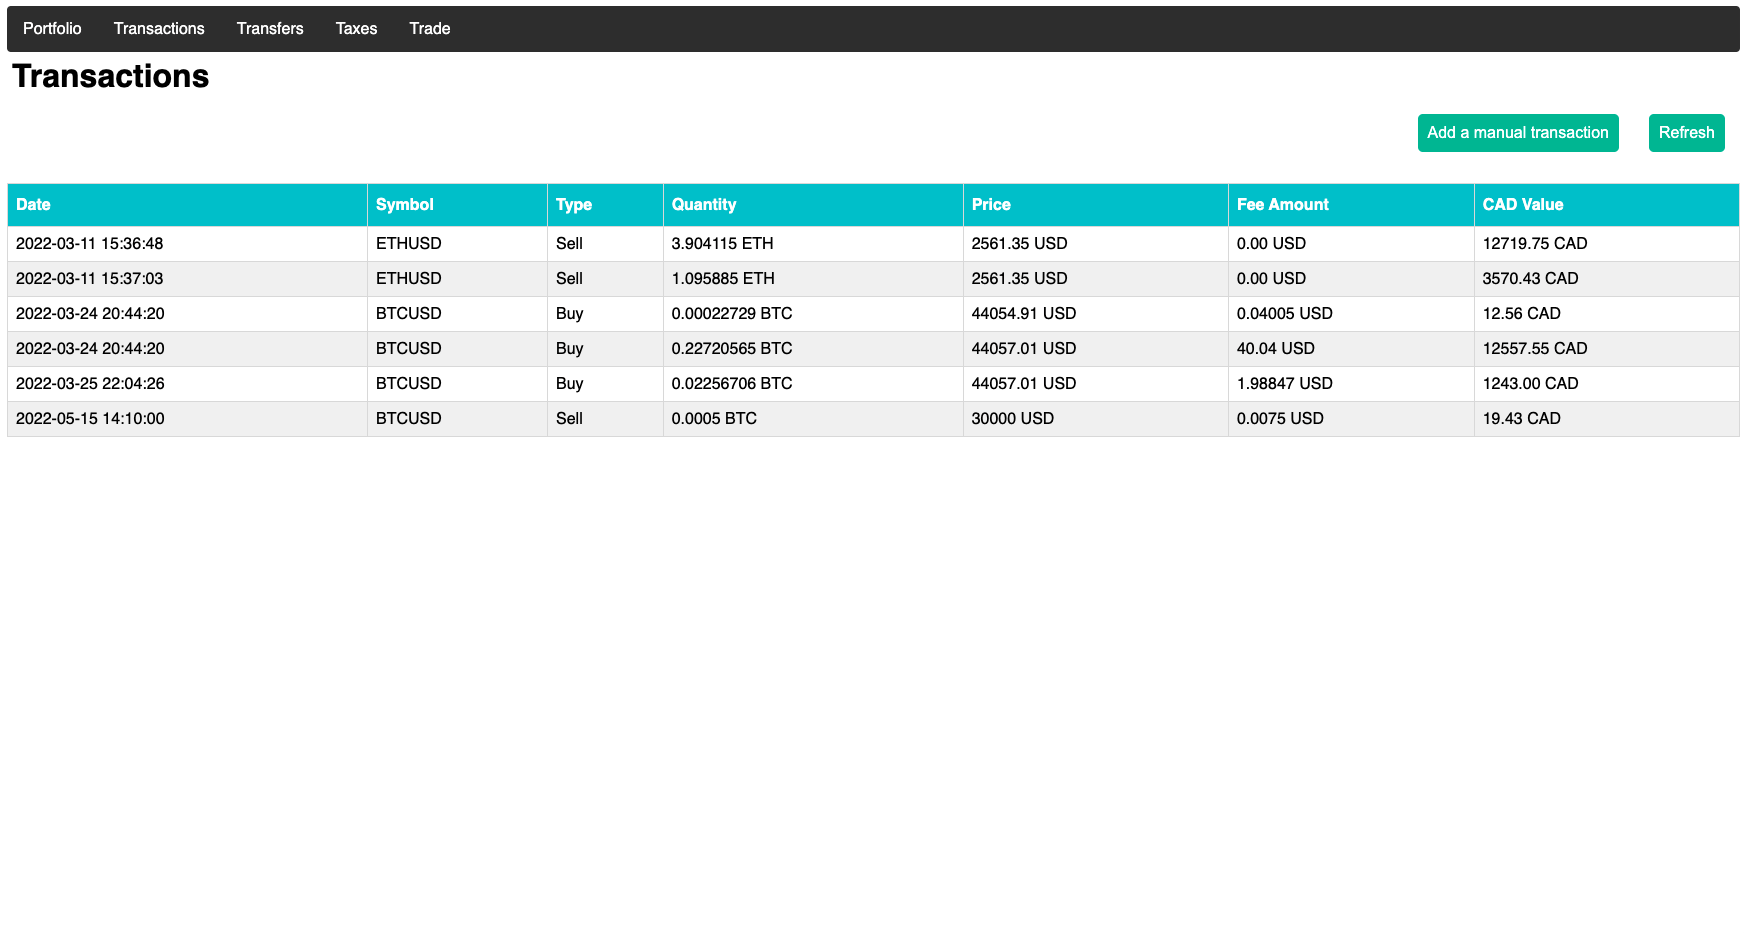 Portfolio Transactions Transfers Taxes Trade
Transactions
Add a manual transaction Refresh
Date Symbol Type Quantity Price Fee Amount CAD Value
2022-03-11 15:36:48 ETHUSD Sell 3.904115 ETH 2561.35 USD 0.00 USD 12719.75 CAD
2022-03-11 15:37:03 ETHUSD Sell 1.095885 ETH 2561.35 USD 0.00 USD 3570.43 CAD
2022-03-24 20:44:20 BTCUSD Buy 0.00022729 BTC 44054.91 USD 0.04005 USD 12.56 CAD
2022-03-24 20:44:20 BTCUSD Buy 0.22720565 BTC 44057.01 USD 40.04 USD 12557.55 CAD
2022-03-25 22:04:26 BTCUSD Buy 0.02256706 BTC 44057.01 USD 1.98847 USD 1243.00 CAD
2022-05-15 14:10:00 BTCUSD Sell 0.0005 BTC 30000 USD 0.0075 USD 19.43 CAD